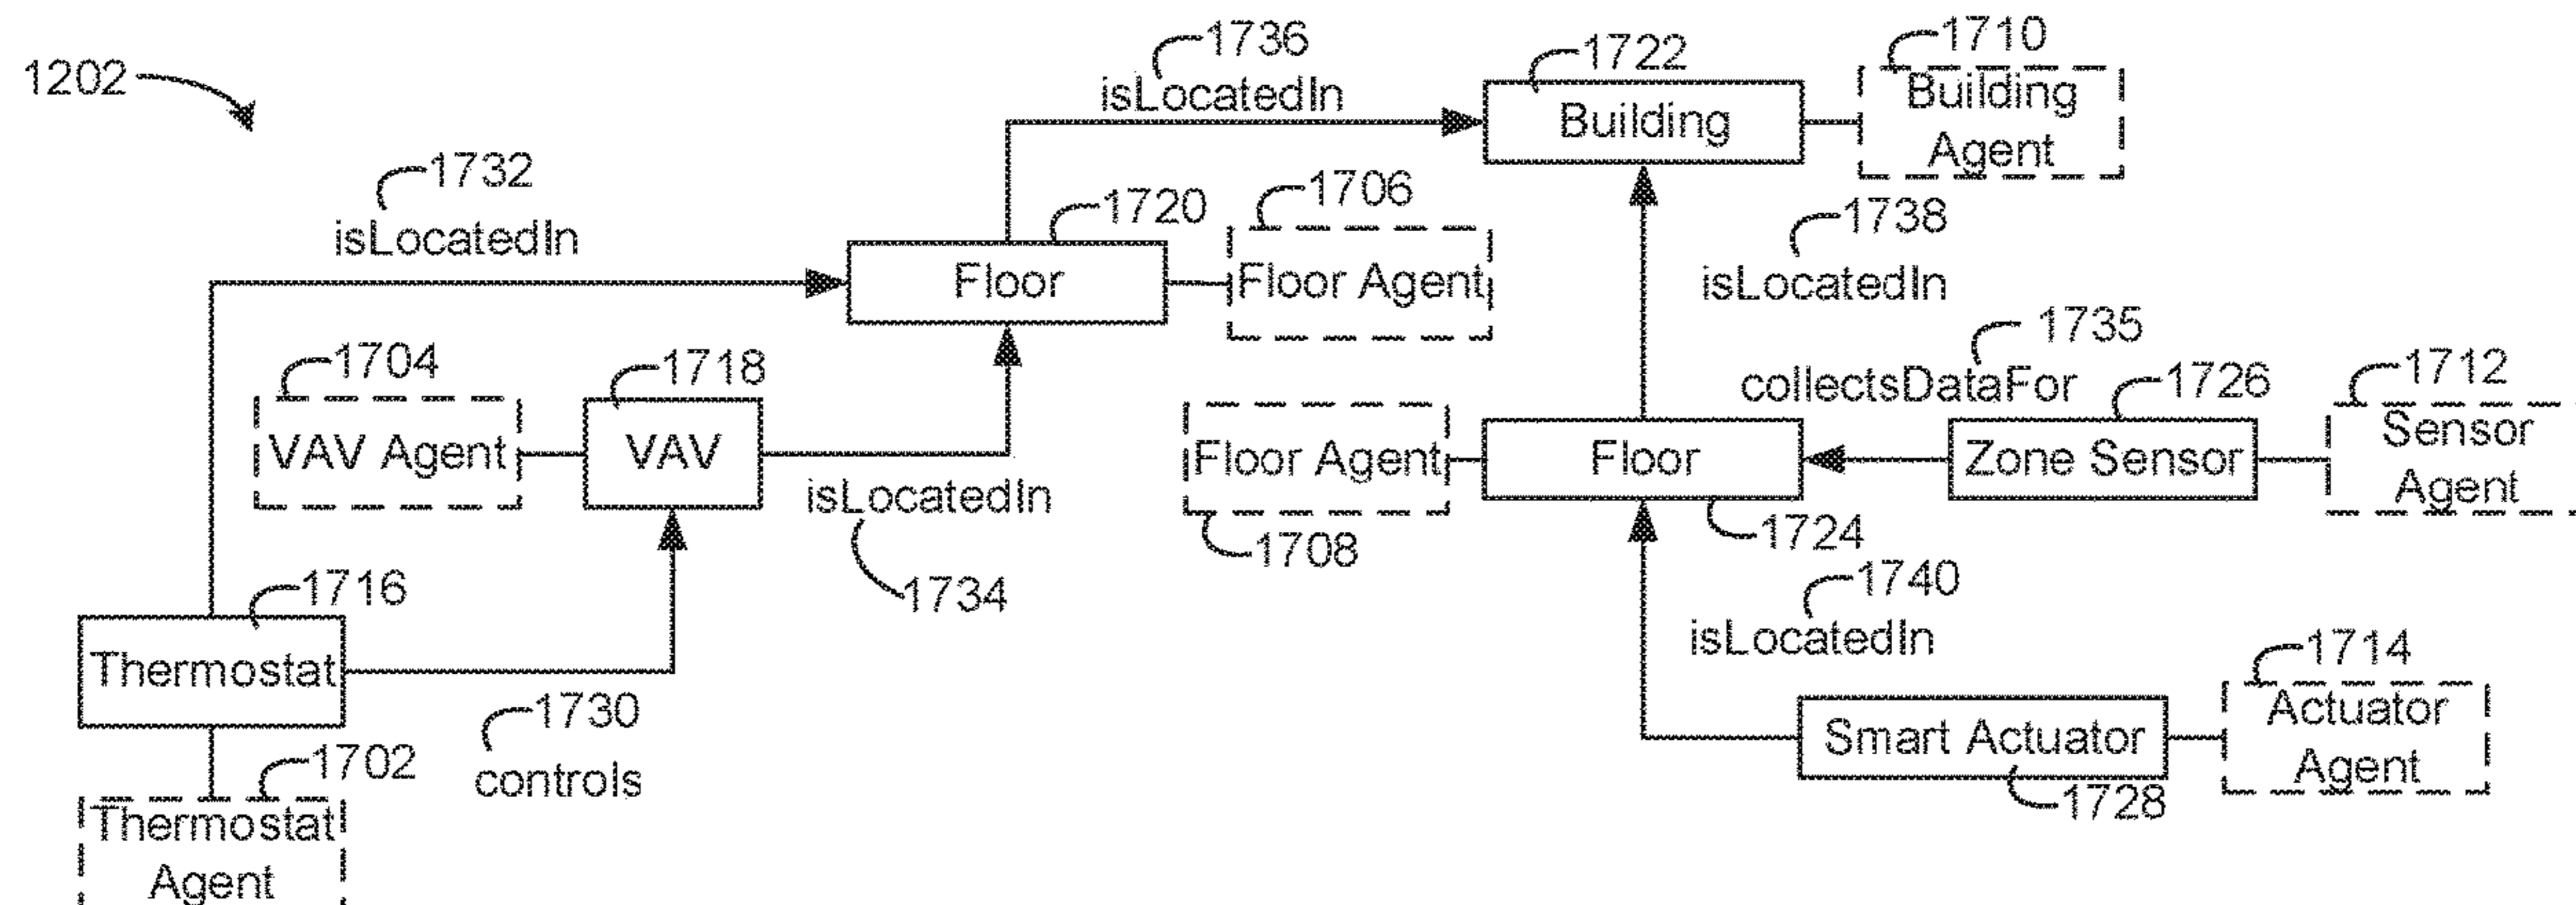 1202
1736
isLocatedIn
1722
Building
1710
Building
Agent
1732
isLocatedIn
1720
Floor
1706
Floor Agent
1738
isLocatedIn
1704
VAV Agent
1718
VAV
isLocatedIn
1734
1735
collectsDataFor
Floor Agent
1708
Floor
1724
1726
Zone Sensor
1712
Sensor
Agent
1716
Thermostat
1730
controls
1702
Thermostat
Agent
1740
isLocatedIn
Smart Actuator
1728
1714
Actuator
Agent